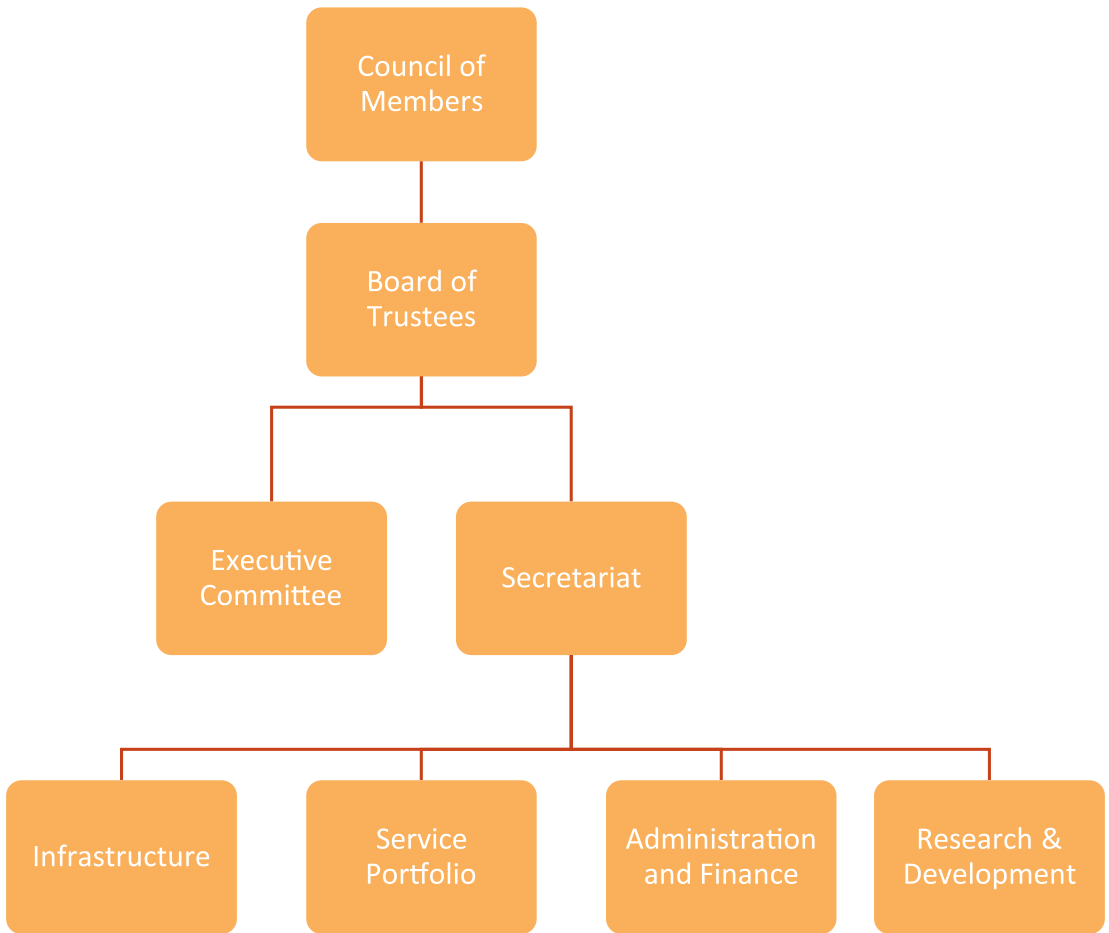 Council of
Members
Board of
Trustees
Executive
Committee
Secretariat
Infrastructure
Service
Portfolio
Administration
and Finance
Research &
Development